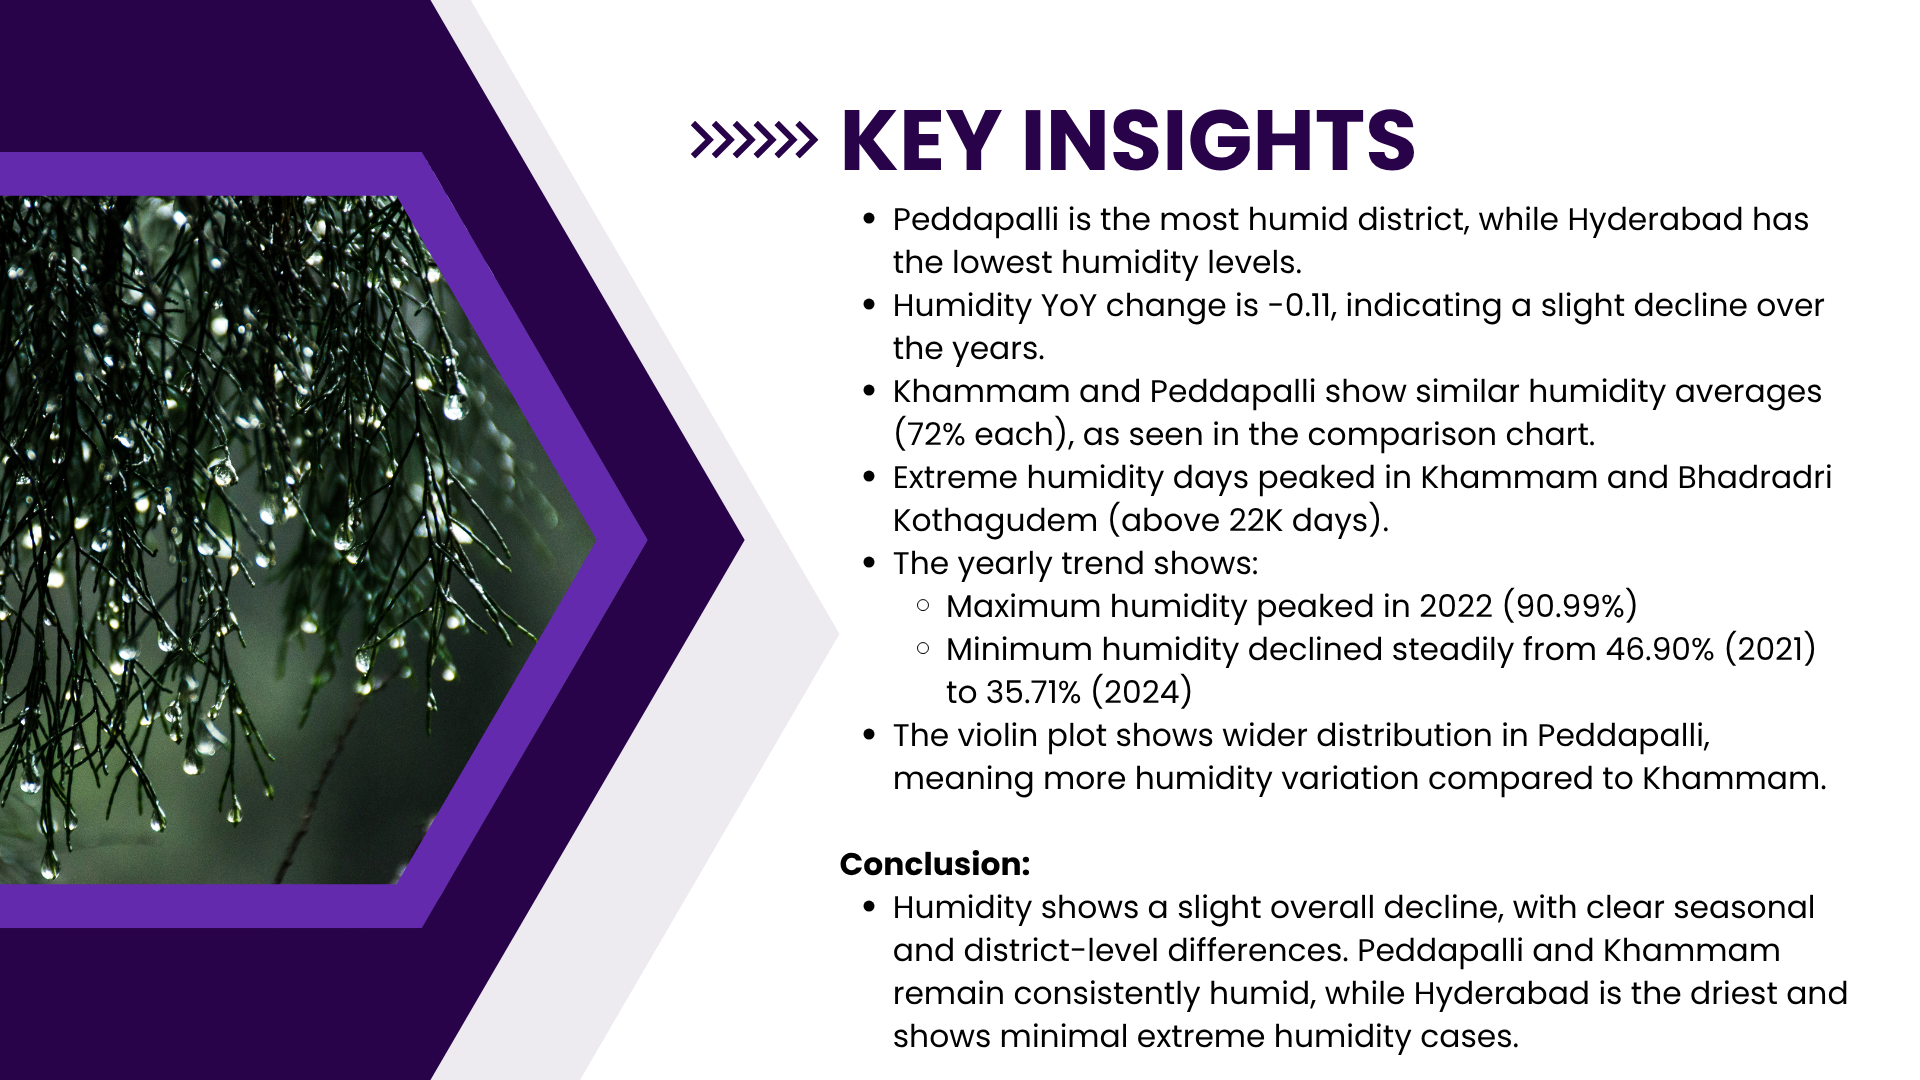 KEY INSIGHTS
• Peddapalli is the most humid district, while Hyderabad has
the lowest humidity levels.
• Humidity YoY change is -0.11, indicating a slight decline over
the years.
• Khammam and Peddapalli show similar humidity averages
(72% each), as seen in the comparison chart.
• Extreme humidity days peaked in Khammam and Bhadradri
Kothagudem (above 22K days).
• The yearly trend shows:
○ Maximum humidity peaked in 2022 (90.99%)
○ Minimum humidity declined steadily from 46.90% (2021)
to 35.71% (2024)
• The violin plot shows wider distribution in Peddapalli,
meaning more humidity variation compared to Khammam.
Conclusion:
• Humidity shows a slight overall decline, with clear seasonal
and district-level differences. Peddapalli and Khammam
remain consistently humid, while Hyderabad is the driest and
shows minimal extreme humidity cases.